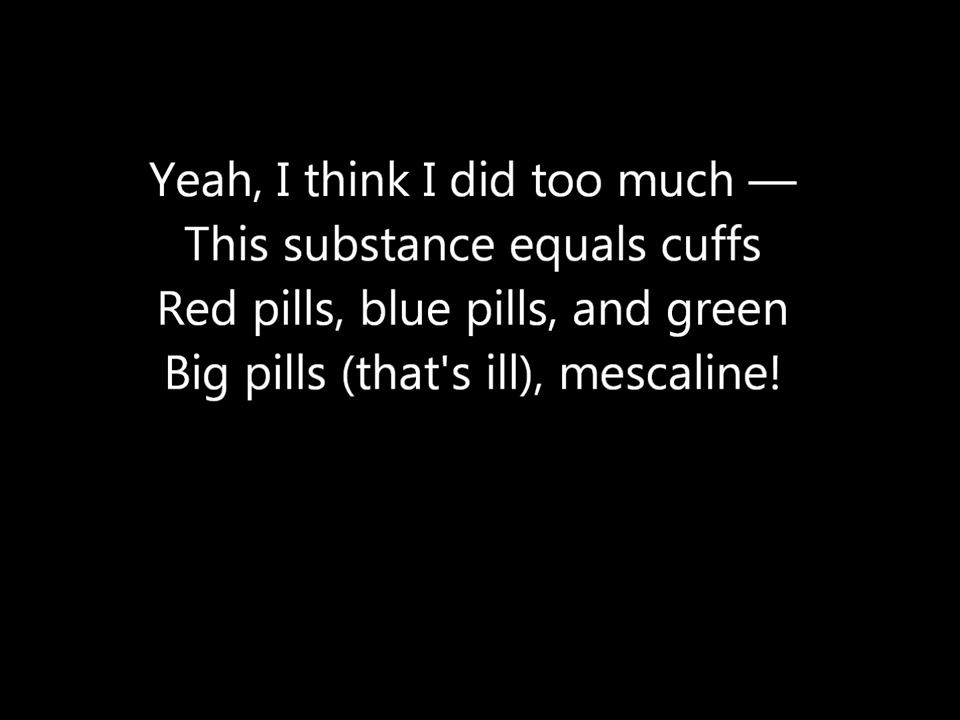 Yeah, I think I did too much —
This substance equals cuffs
Red pills, blue pills, and green
Big pills (that's ill), mescaline!